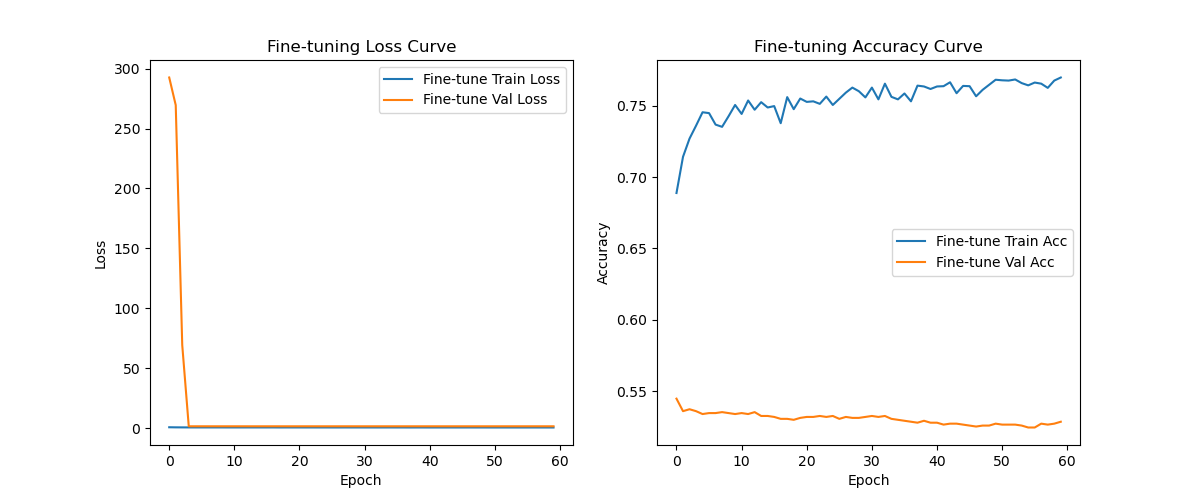 Fine-tuning Loss Curve
300
250
200
150
100
50
0
Loss
Fine-tune Train Loss
Fine-tune Val Loss
0 10 20 30 40 50 60
Epoch
Fine-tuning Accuracy Curve
0.75
0.70
0.65
0.60
0.55
Accuracy
Fine-tune Train Acc
Fine-tune Val Acc
0 10 20 30 40 50 60
Epoch